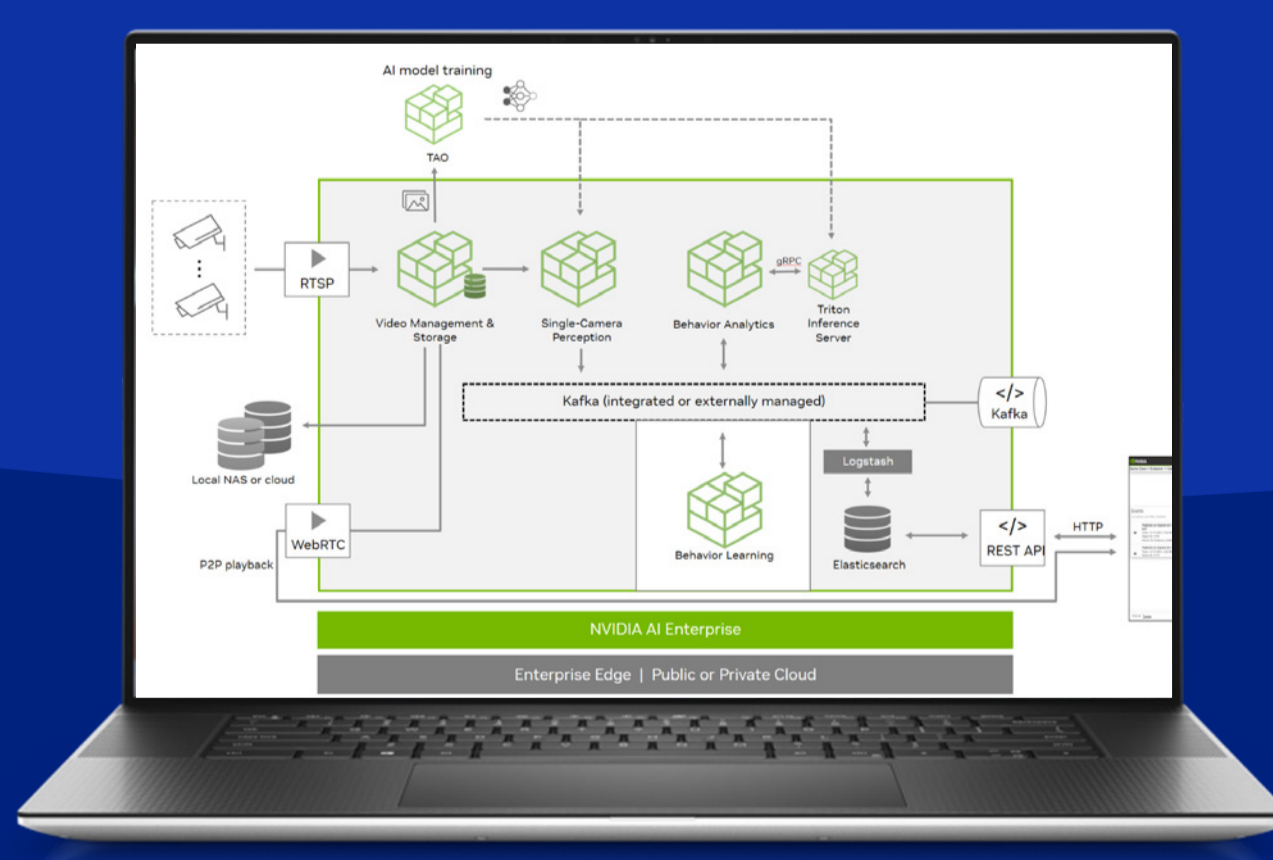 AI model training
TAO
RTSP
Video Management &
Storage
Single-Camera
Perception
Behavior Analytics
gRPC
Triton
Inference
Server
Kafka (integrated or externally managed)
</>
Kafka
Logstash
Local NAS or cloud
WebRTC
P2P playback
Behavior Learning
Elasticsearch
</>
REST API
HTTP
NVIDIA
Events
NVIDIA AI Enterprise
Enterprise Edge | Public or Private Cloud